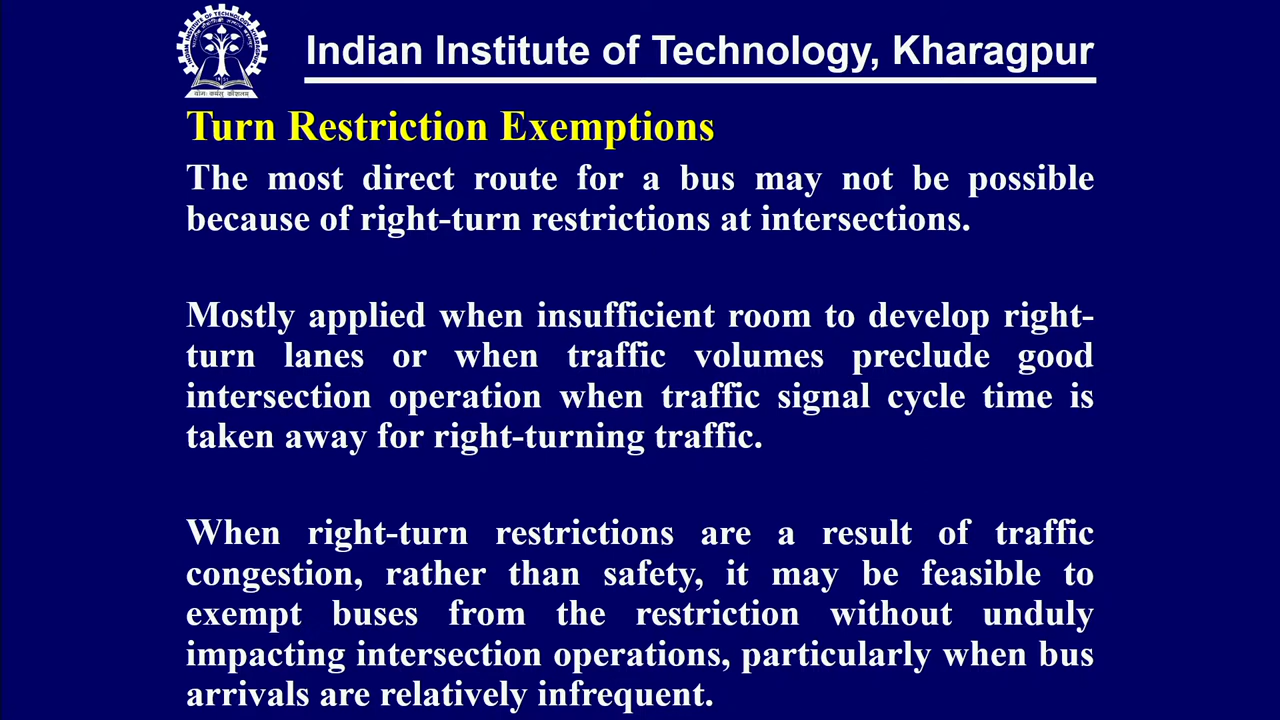 Indian Institute of Technology, Kharagpur
Turn Restriction Exemptions
The most direct route for a bus may not be possible
because of right-turn restrictions at intersections.
Mostly applied when insufficient room to develop right-
turn lanes or when traffic volumes preclude good
intersection operation when traffic signal cycle time is
taken away for right-turning traffic.
When right-turn restrictions are a result of traffic
congestion, rather than safety, it may be feasible to
exempt buses from the restriction without unduly
impacting intersection operations, particularly when bus
arrivals are relatively infrequent.